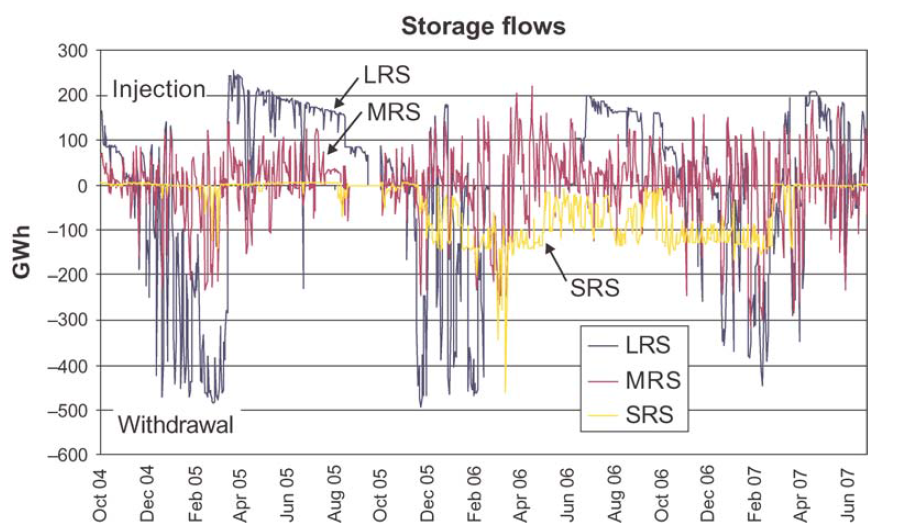 Storage flows
300
200
100
0
–100
–200
–300
–400
–500
–600
GWh
Injection
LRS
MRS
SRS
Withdrawal
LRS
MRS
SRS
Oct 04
Dec 04
Feb 05
Apr 05
Jun 05
Aug 05
Oct 05
Dec 05
Feb 06
Apr 06
Jun 06
Aug 06
Oct 06
Dec 06
Feb 07
Apr 07
Jun 07